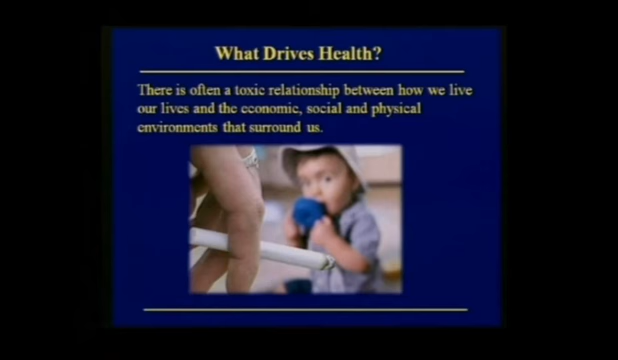 What Drives Health?
There is often a toxic relationship between how we live
our lives and the economic, social and physical
environments that surround us.